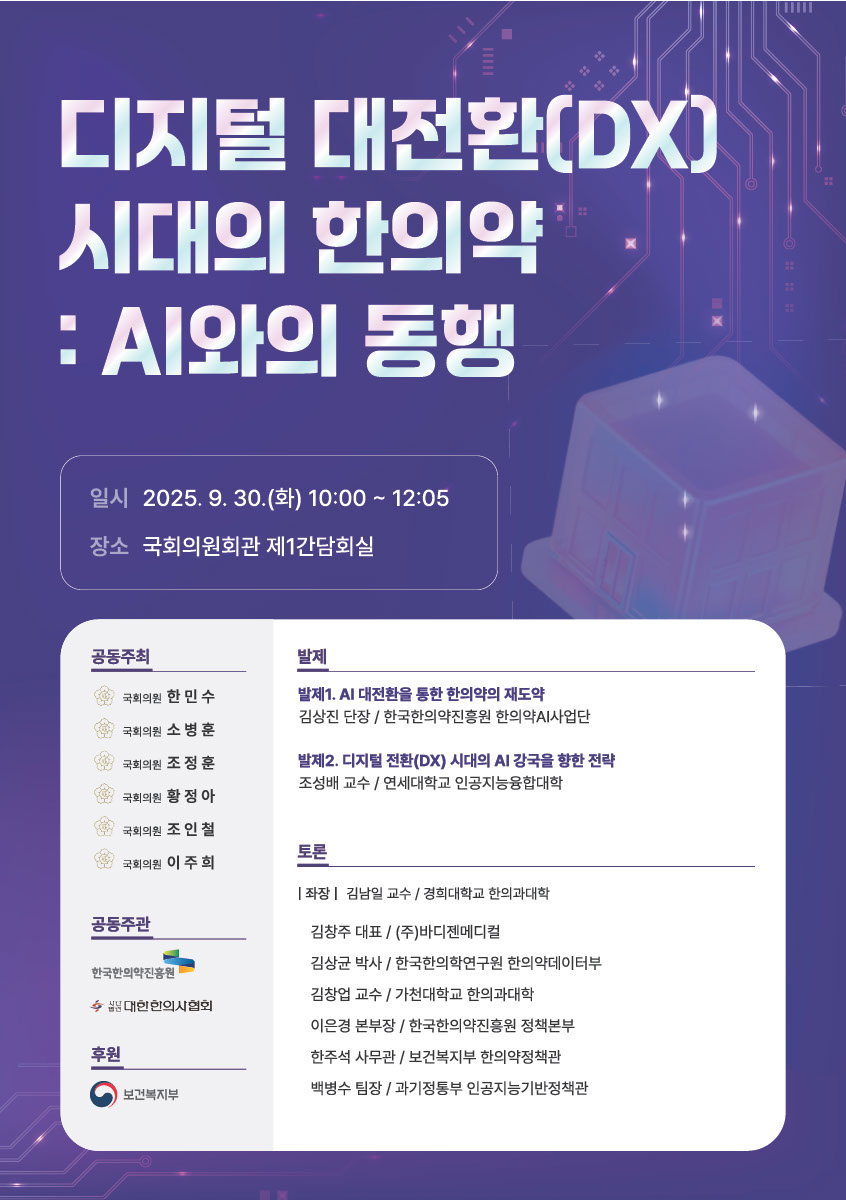 디지털 대전환(DX)
시대의 한의약
: AI와의 동행
일시 2025. 9. 30.(화) 10:00 ~ 12:05
장소 국회의원회관 제1간담회실
공동주최
국회의원 한민수
국회의원 소병훈
국회의원 조정훈
국회의원 황정아
국회의원 조인철
국회의원 이주희
공동주관
한국한의약진흥원
대한한의사협회
후원
보건복지부
발제
발제1. AI 대전환을 통한 한의약의 재도약
김상진 단장 / 한국한의약진흥원 한의약AI사업단
발제2. 디지털 전환(DX) 시대의 AI 강국을 향한 전략
조성배 교수 / 연세대학교 인공지능융합대학
토론
| 좌장 | 김남일 교수 / 경희대학교 한의과대학
김창주 대표 / (주)바디젠메디컬
김상균 박사 / 한국한의학연구원 한의약데이터부
김창업 교수 / 가천대학교 한의과대학
이은경 본부장 / 한국한의약진흥원 정책본부
한주석 사무관 / 보건복지부 한의약정책관
백병수 팀장 / 과기정통부 인공지능기반정책관